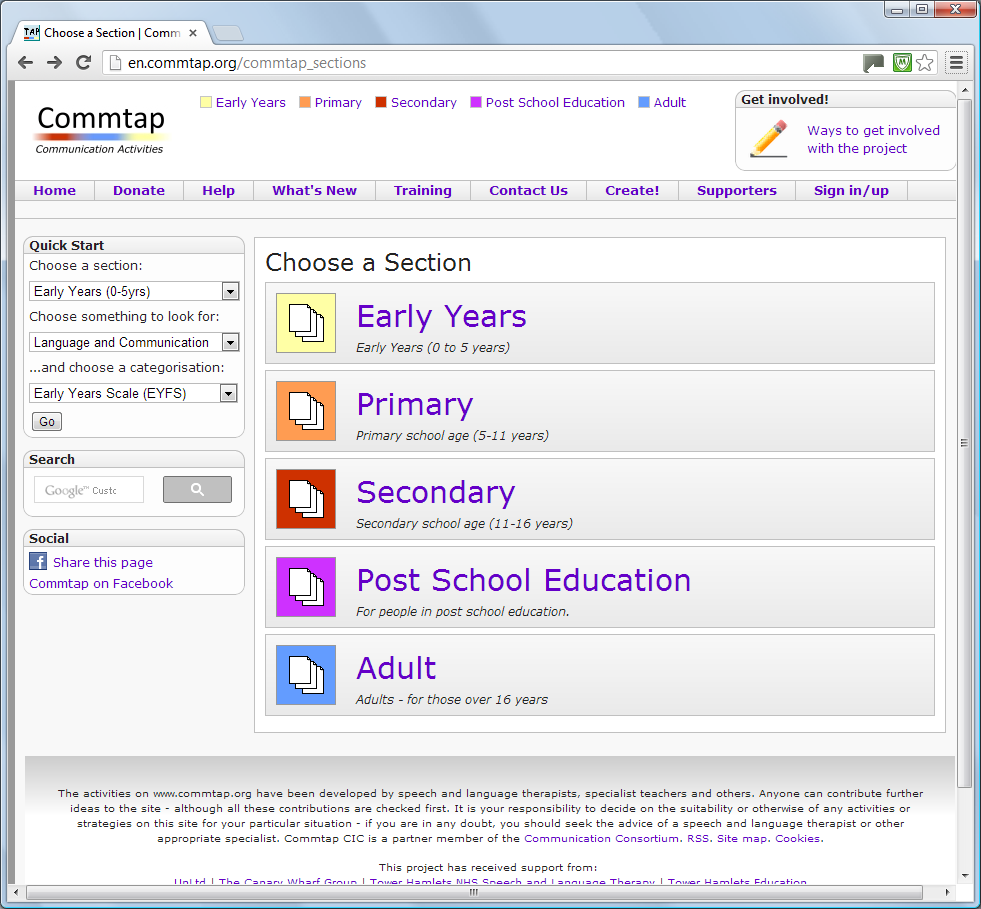 Choose a Section | Comm
en.commtap.org/commtap_sections
Commtap
Communication Activities
Early Years Primary Secondary Post School Education Adult
Get involved!
Ways to get involved
with the project
Home Donate Help What's New Training Contact Us Create! Supporters Sign in/up
Quick Start
Choose a section:
Early Years (0-5yrs)
Choose something to look for:
Language and Communication
...and choose a categorisation:
Early Years Scale (EYFS)
Go
Search
Google™ Custc
Social
Share this page
Commtap on Facebook
Choose a Section
Early Years
Early Years (0 to 5 years)
Primary
Primary school age (5-11 years)
Secondary
Secondary school age (11-16 years)
Post School Education
For people in post school education.
Adult
Adults - for those over 16 years
The activities on www.commtap.org have been developed by speech and language therapists, specialist teachers and others. Anyone can contribute further
ideas to the site - although all these contributions are checked first. It is your responsibility to decide on the suitability or otherwise of any activities or
strategies on this site for your particular situation - if you are in any doubt, you should seek the advice of a speech and language therapist or other
appropriate specialist. Commtap CIC is a partner member of the Communication Consortium. RSS. Site map. Cookies.
This project has received support from:
UnLtd | The Canary Wharf Group | Tower Hamlets NHS Speech and Language Therapy | Tower Hamlets Education